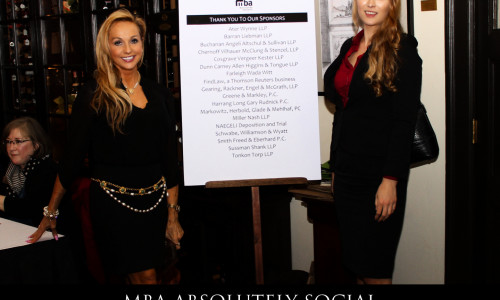 mba
THANK YOU TO OUR SPONSORS
Ater Wynne LLP
Barran Liebman LLP
Buchanan Angeli Altschul & Sullivan LLP
Chernoff Vilhauer McClung & Stenzel, LLP
Cosgrave Vergeer Kester LLP
Dunn Carney Allen Higgins & Tongue LLP
Farleigh Wada Witt
FindLaw, a Thomson Reuters Business
Gearing, Rackner, Engel & McGrath, LLP
Greene & Markley, P.C.
Harrang Long Gary Rudnick P.C.
Markowitz, Herbold, Glade & Mehlhaf, PC
Miller Nash LLP
NAEGELI Deposition and Trial
Schwabe, Williamson & Wyatt
Smith Freed & Eberhard P.C.
Sussman Shank LLP
Tonkon Torp LLP
MBA ABSOLUTELY SOCIAL